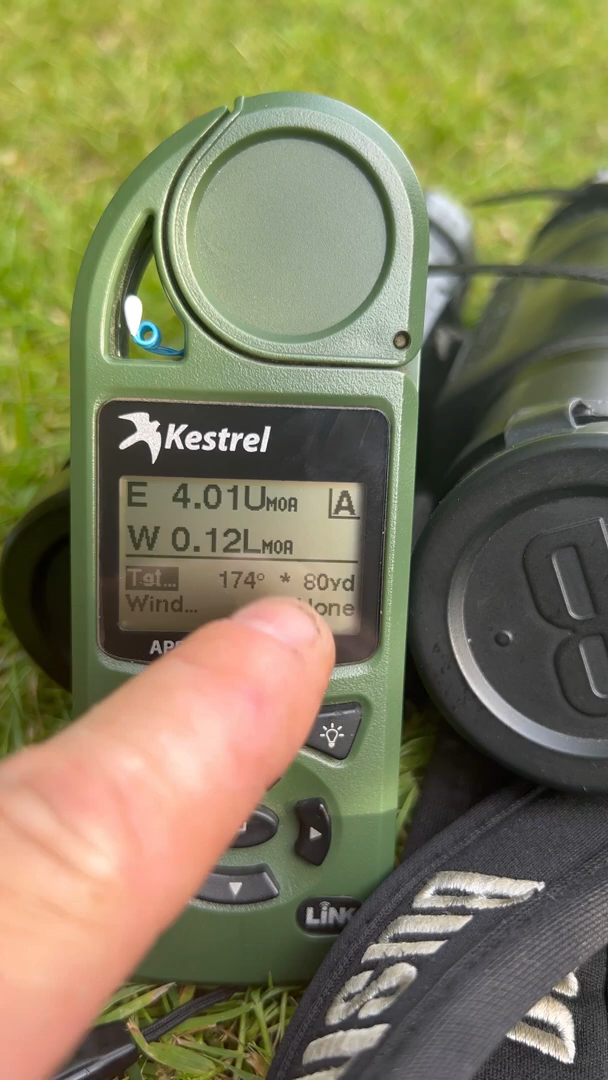 Kestrel
E 4.01U MOA A
W 0.12L MOA
Tgt... 174° * 80yd
Wind...
LiNK